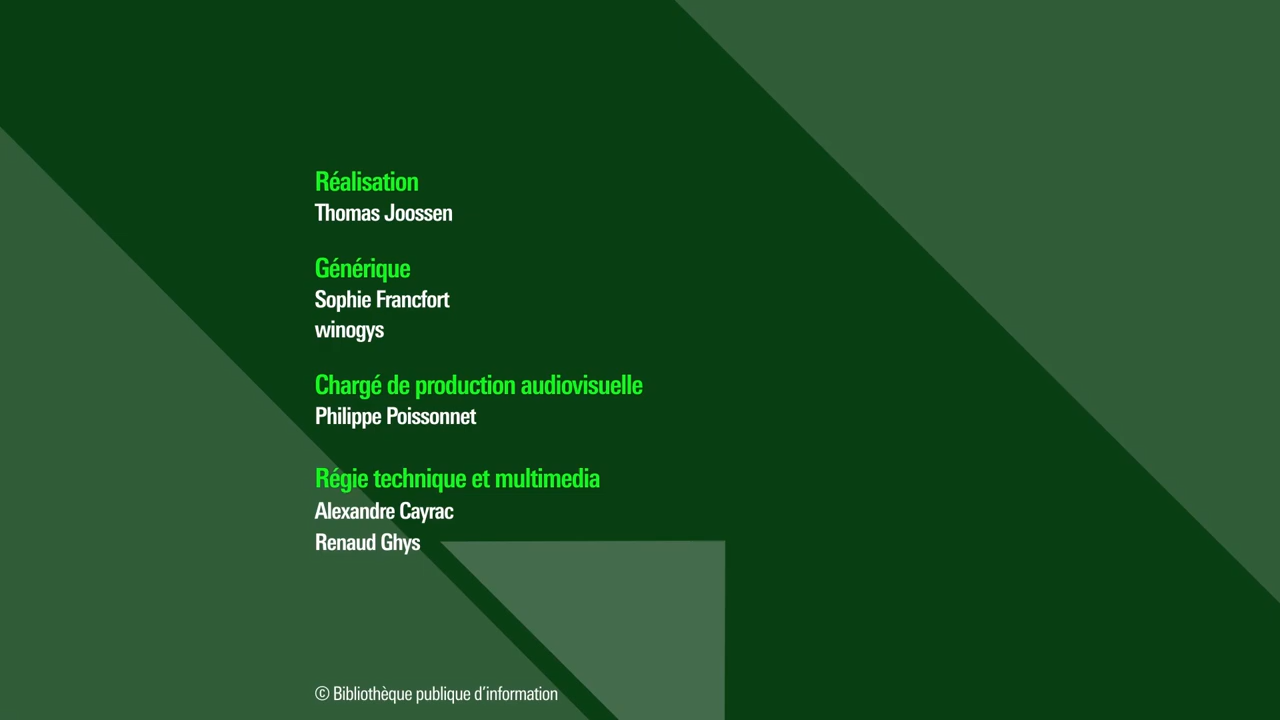 Réalisation
Thomas Joossen
Générique
Sophie Francfort
winogys
Chargé de production audiovisuelle
Philippe Poissonnet
Régie technique et multimedia
Alexandre Cayrac
Renaud Ghys
© Bibliothèque publique d’information